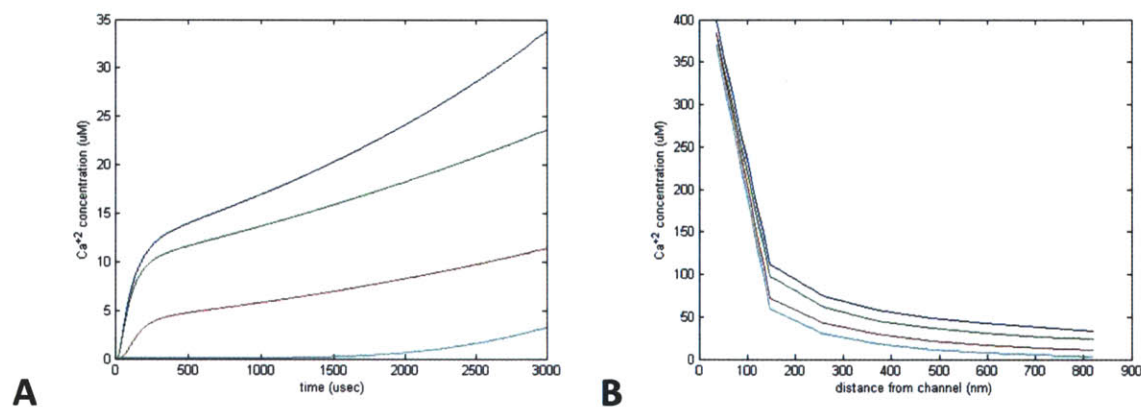 35
30
25
20
15
10
5
0
Ca+2 concentration (uM)
0 500 1000 1500 2000 2500 3000
time (usec)
A
400
350
300
250
200
150
100
50
0
Ca+2 concentration (uM)
0 100 200 300 400 500 600 700 800 900
distance from channel (nm)
B